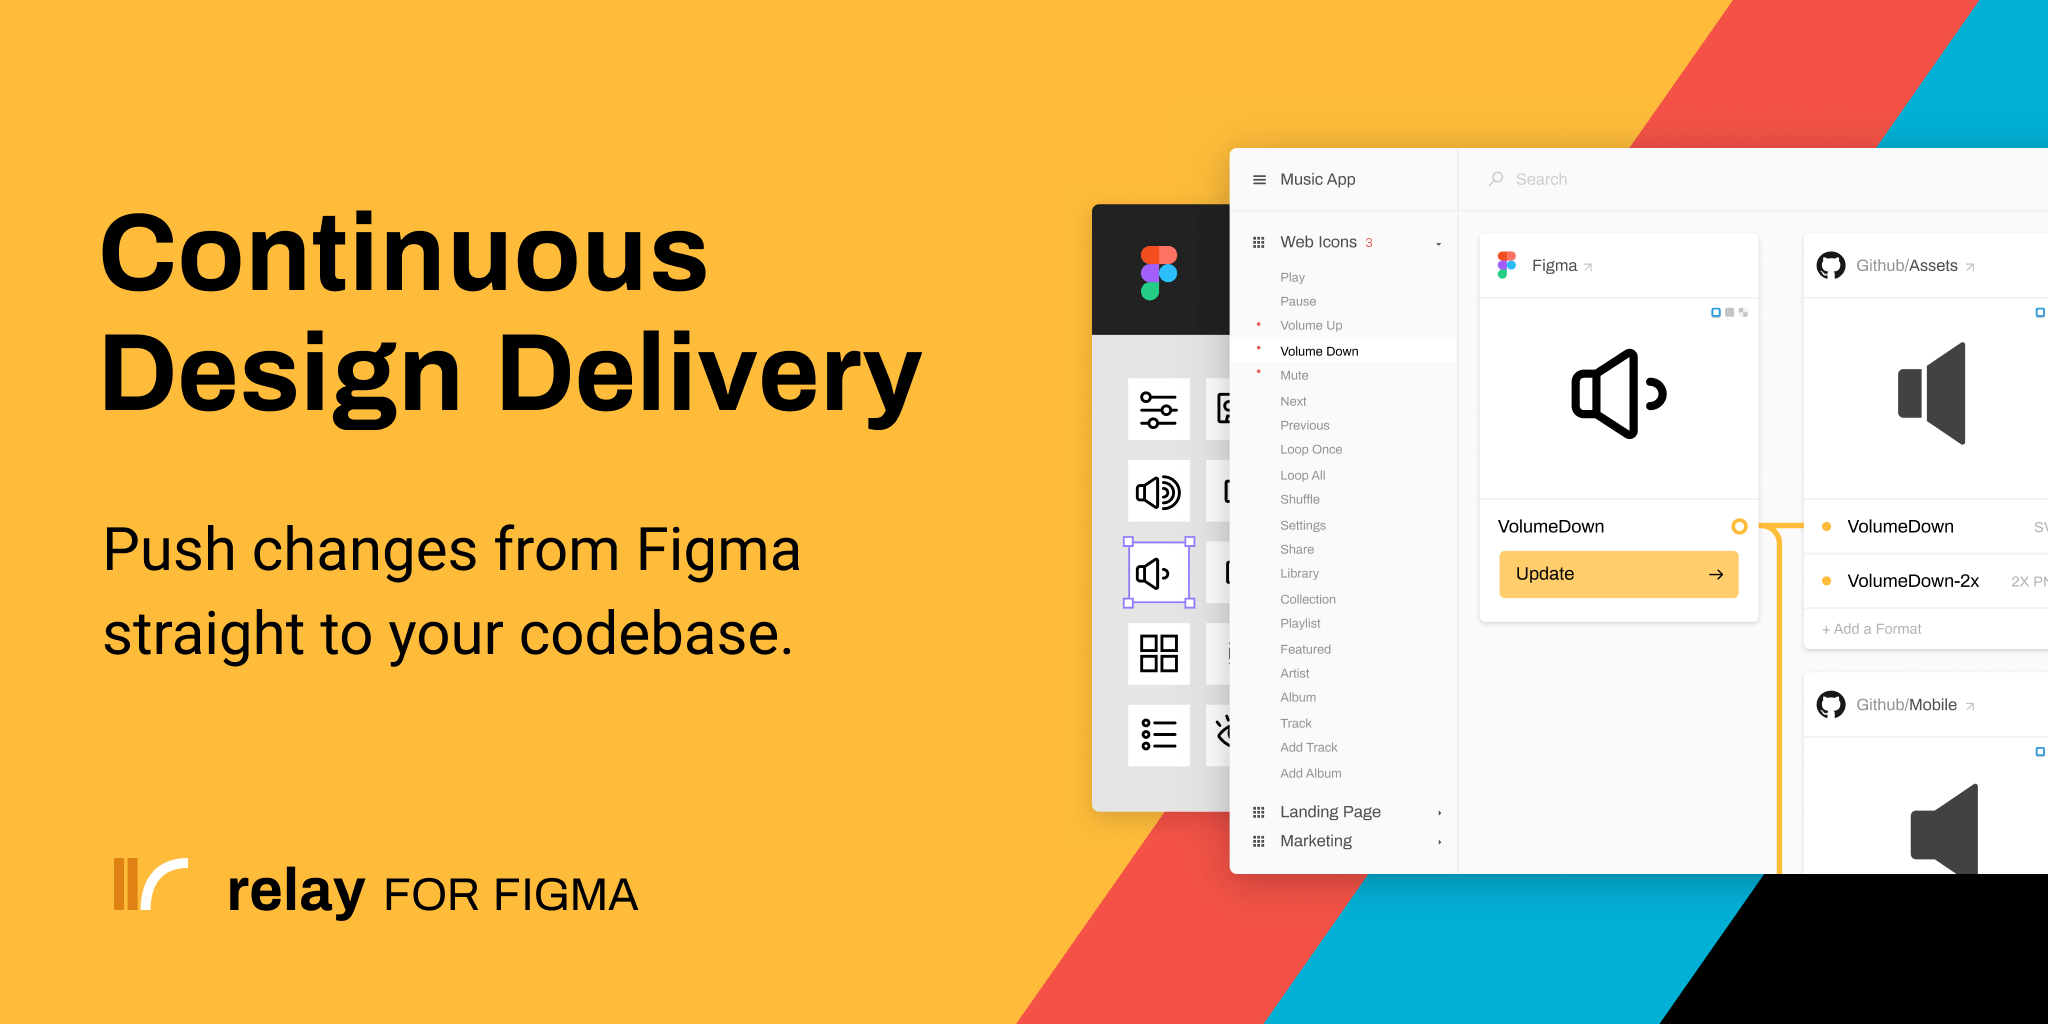 Continuous
Design Delivery
Push changes from Figma
straight to your codebase.
relay FOR FIGMA
Music App
Search
Web Icons 3
Play
Pause
Volume Up
Volume Down
Mute
Next
Previous
Loop Once
Loop All
Shuffle
Settings
Share
Library
Collection
Playlist
Featured
Artist
Album
Track
Add Track
Add Album
Landing Page
Marketing
Figma
VolumeDown
Update
Github/Assets
VolumeDown
VolumeDown-2x 2X
+ Add a Format
Github/Mobile